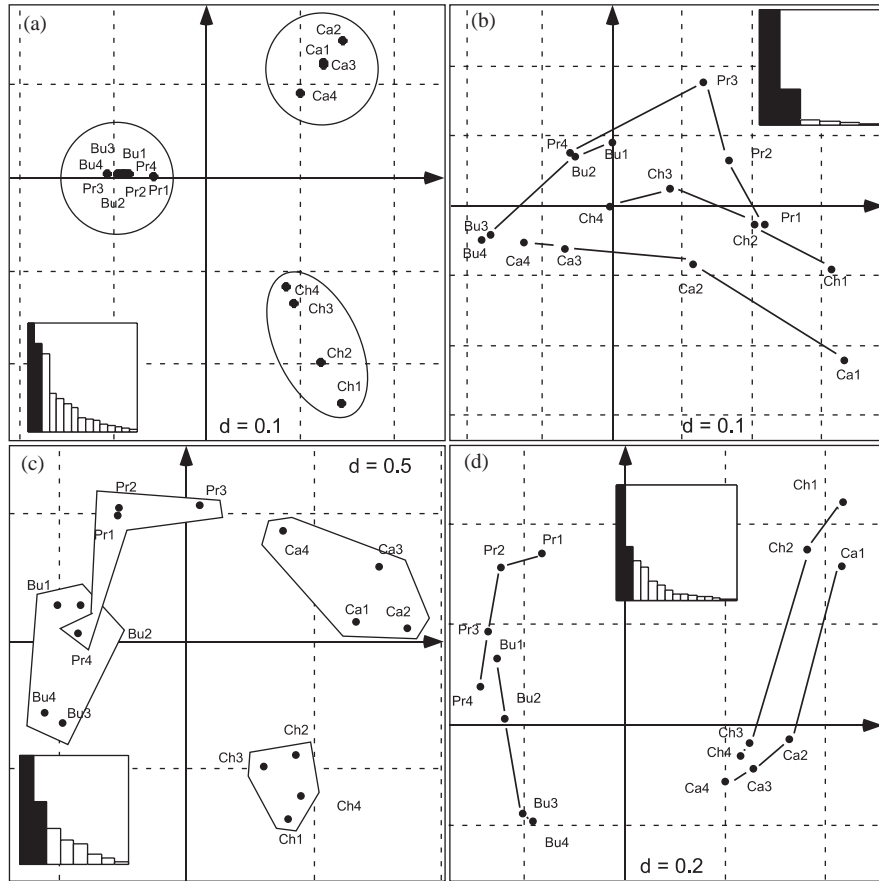 (a)
Ca2
Ca1
Ca3
Ca4
Bu3
Bu1
Bu4
Pr4
Pr3
Pr2
Pr1
Bu2
Ch4
Ch3
Ch2
Ch1
d = 0.1
(b)
Pr3
Pr4
Bu1
Pr2
Bu2
Ch3
Ch4
Pr1
Bu3
Ch2
Bu4
Ca4
Ca3
Ca2
Ch1
Ca1
d = 0.1
(c)
d = 0.5
Pr2
Pr3
Pr1
Ca4
Ca3
Bu1
Ca1
Ca2
Bu2
Pr4
Bu4
Bu3
Ch2
Ch3
Ch4
Ch1
(d)
Ch1
Pr2
Pr1
Ch2
Ca1
Pr3
Bu1
Pr4
Bu2
Ch3
Ch4
Ca2
Ca4
Ca3
Bu3
Bu4
d = 0.2